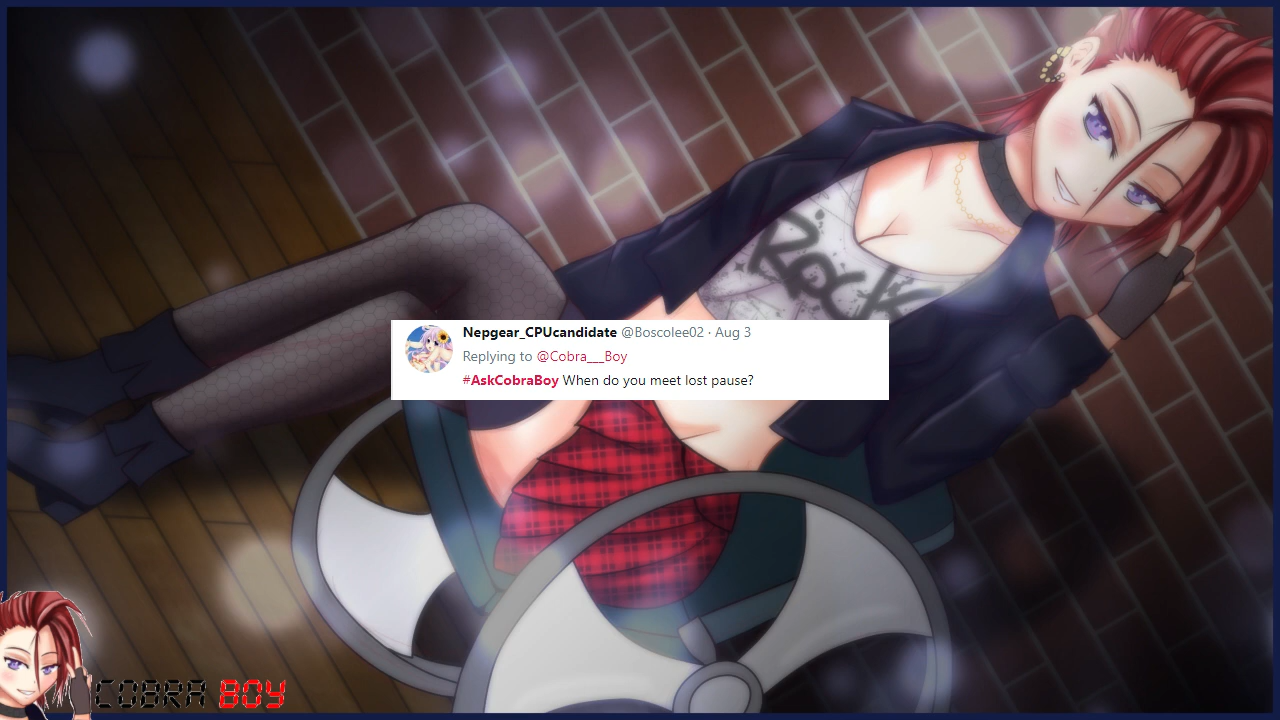 Rock
Nepgear_CPUcandidate @Boscolee02 · Aug 3
Replying to @Cobra___Boy
#AskCobraBoy When do you meet lost pause?
COBRA BOY